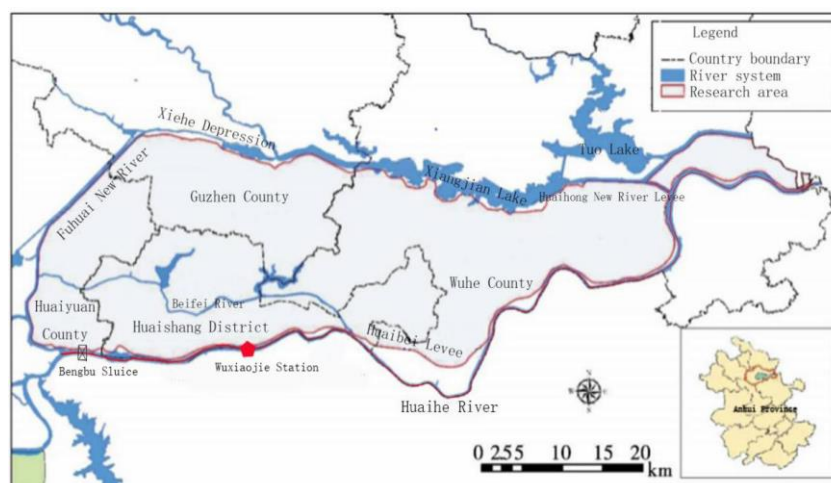 Legend
Country boundary
River system
Research area
Xiehe Depression
Tuo Lake
Xiangjian Lake
Huaihong New River Levee
Guzhen County
Fuhuai New River
Wuhe County
Beifei River
Huaiyuan
County
Huaishang District
Huaibei Levee
Bengbu Sluice
Wuxiaojie Station
Huaihe River
Anhui Province
0 2.55 10 15 20
km